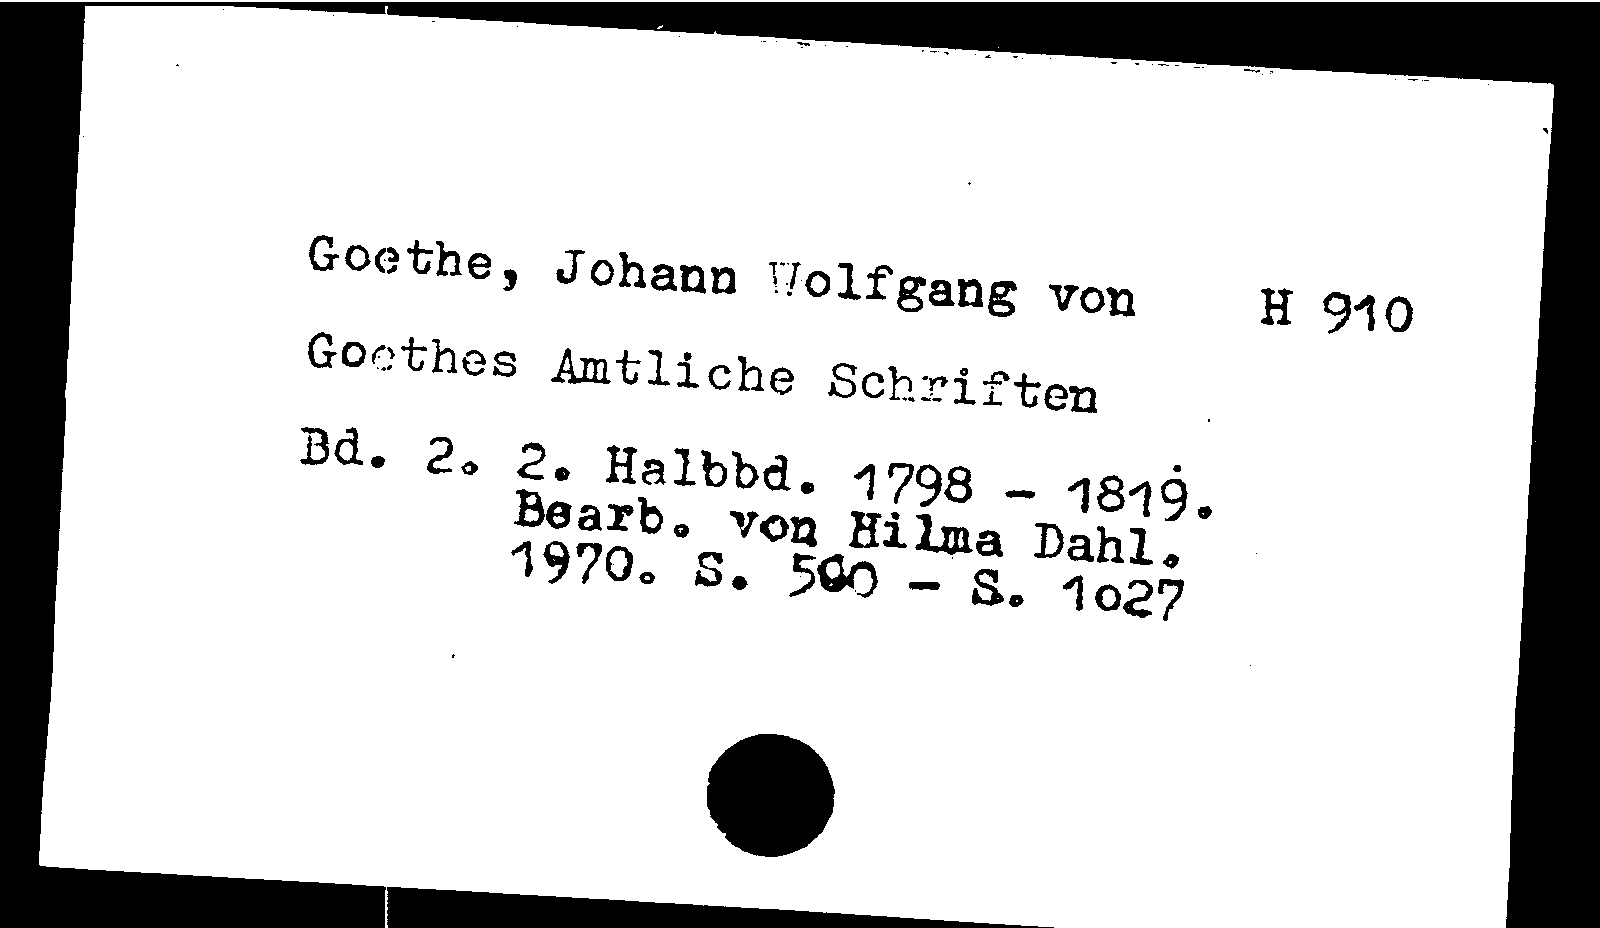 Goethe, Johann Wolfgang von H 910
Goethes Amtliche Schriften
Bd. 2. 2. Halbbd. 1798 - 1819.
Bearb. von Hilma Dahl.
1970. S. - S. 1o27